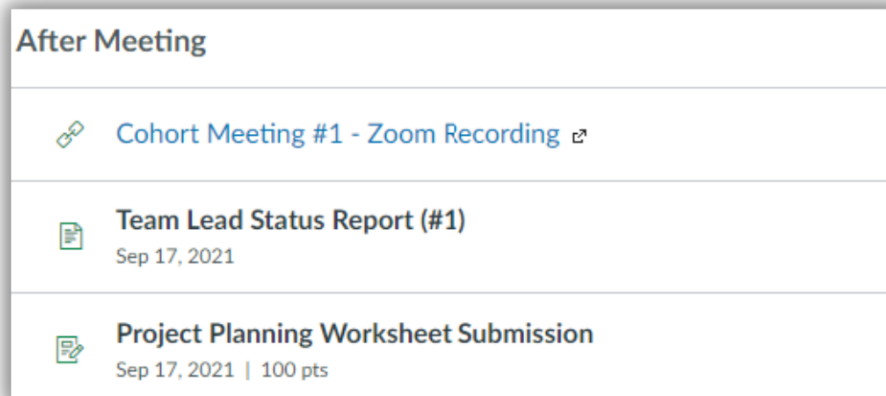 After Meeting
Cohort Meeting #1 - Zoom Recording
Team Lead Status Report (#1)
Sep 17, 2021
Project Planning Worksheet Submission
Sep 17, 2021 | 100 pts